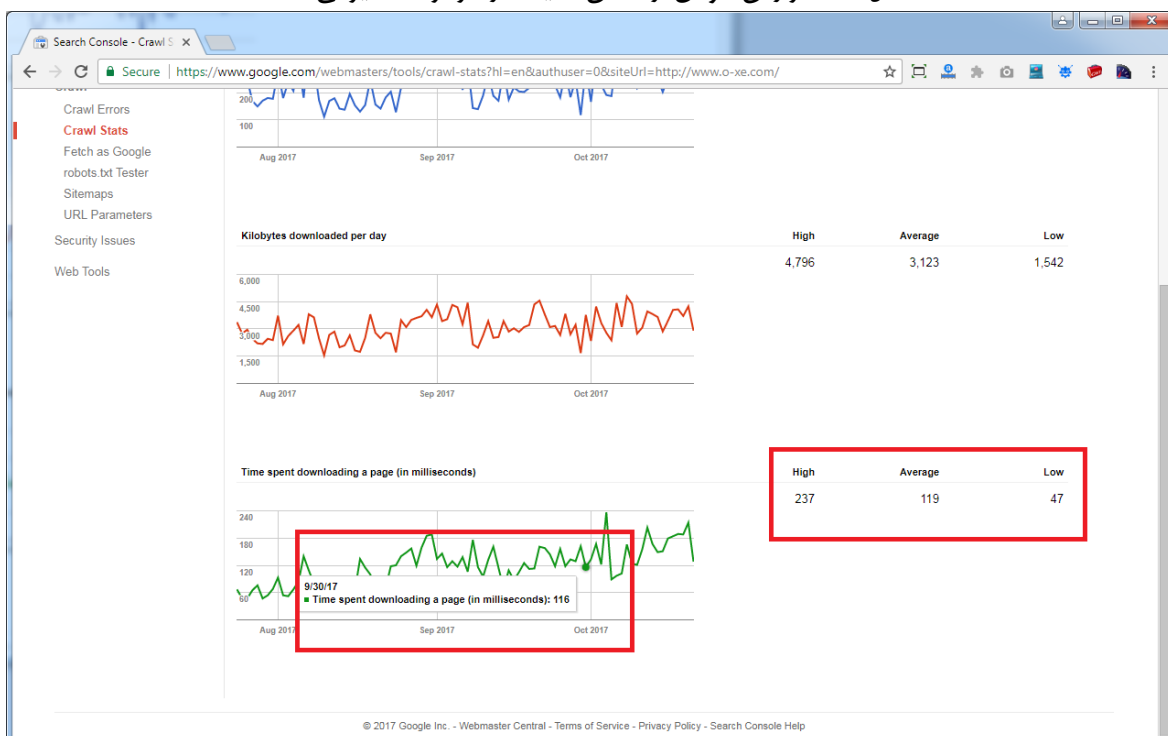 Search Console - Crawl S
Secure | https://www.google.com/webmasters/tools/crawl-stats?hl=en&authuser=0&siteUrl=http://www.o-xe.com/
Crawl Errors
Crawl Stats
Fetch as Google
robots.txt Tester
Sitemaps
URL Parameters
Security Issues
Web Tools
200
100
Aug 2017 Sep 2017 Oct 2017
Kilobytes downloaded per day High Average Low
4,796 3,123 1,542
6,000
4,500
3,000
1,500
Aug 2017 Sep 2017 Oct 2017
Time spent downloading a page (in milliseconds) High Average Low
237 119 47
240
180
120
60
9/30/17
Time spent downloading a page (in milliseconds): 116
Aug 2017 Sep 2017 Oct 2017
© 2017 Google Inc. - Webmaster Central - Terms of Service - Privacy Policy - Search Console Help